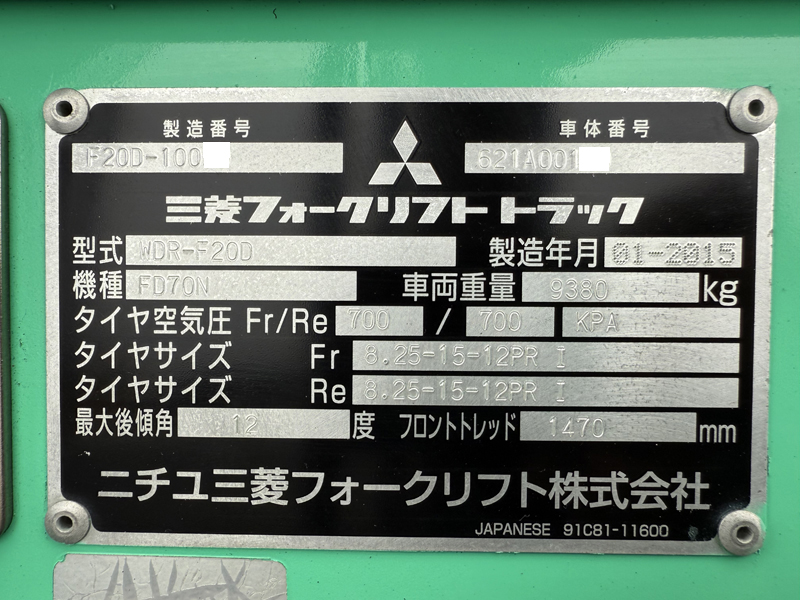 製造番号 車体番号
F20D-100 621A001
三菱フォークリフト トラック
型式 WDR-F20D 製造年月 01-2015
機種 FD70N 車両重量 9380 kg
タイヤ空気圧 Fr/Re 700 / 700 KPA
タイヤサイズ Fr 8.25-15-12PR I
タイヤサイズ Re 8.25-15-12PR I
最大後傾角 12 度 フロントトレッド 1470 mm
ニチユ三菱フォークリフト株式会社
JAPANESE 91C81-11600